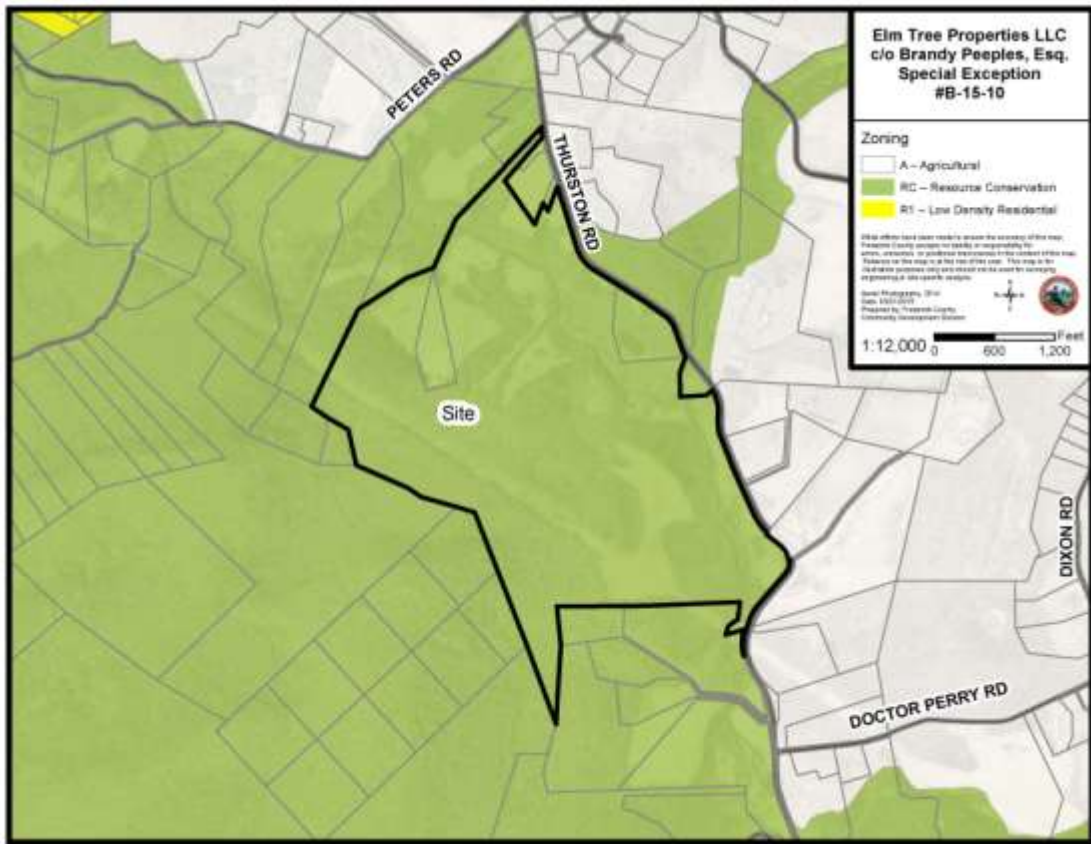 Elm Tree Properties LLC
c/o Brandy Peeples, Esq.
Special Exception
#B-15-10
Zoning
A – Agricultural
RC – Resource Conservation
R1 – Low Density Residential
1:12,000
0 600 1,200
Feet
PETERS RD
THURSTON RD
Site
DIXON RD
DOCTOR PERRY RD